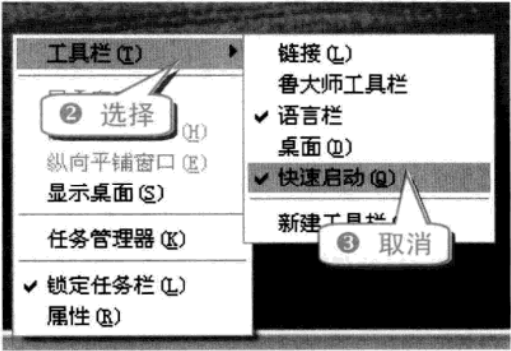 工具栏(T)
❷ 选择
(H)
纵向平铺窗口(E)
显示桌面(S)
任务管理器(K)
锁定任务栏(L)
属性(R)
链接(L)
鲁大师工具栏
语言栏
桌面(D)
快速启动(Q)
新建工具栏
❸ 取消